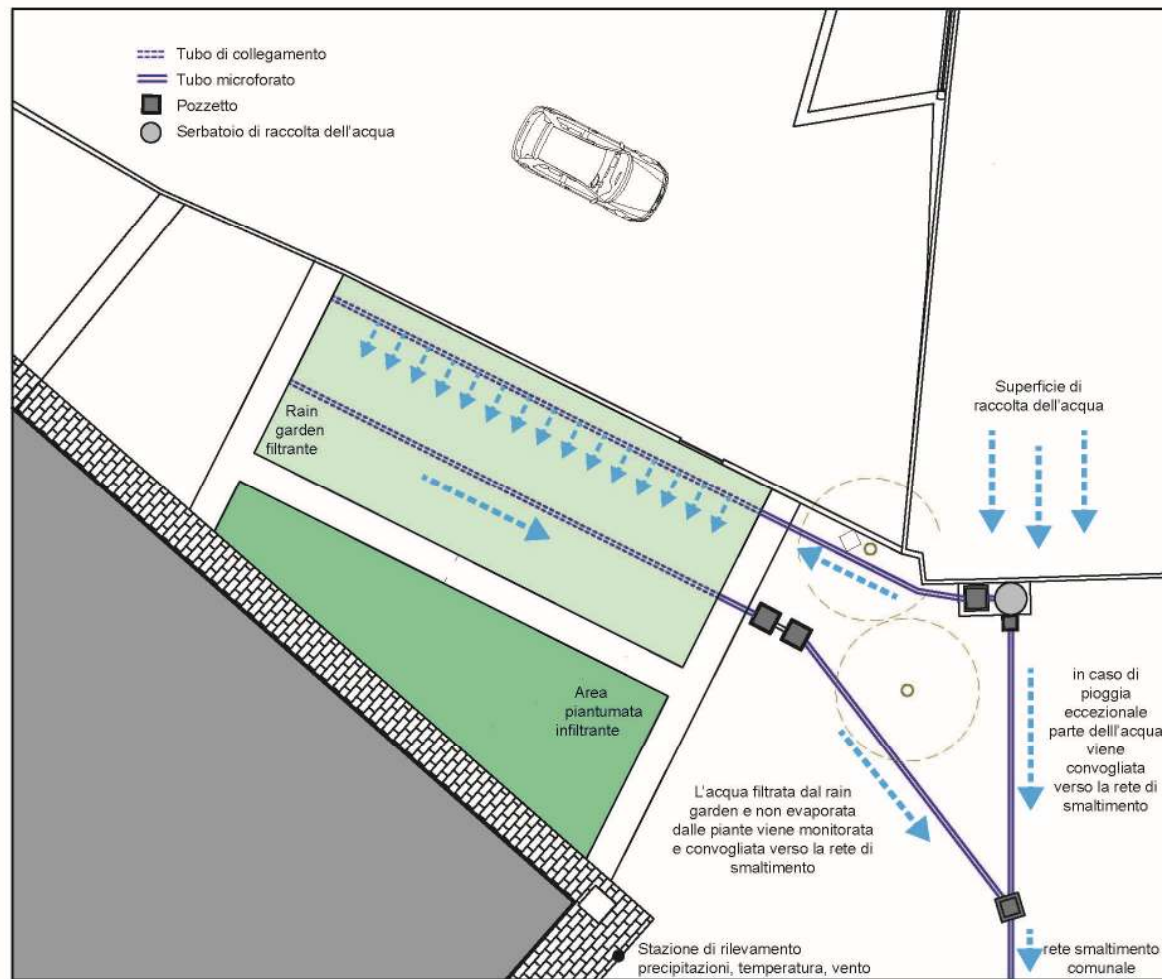 Tubo di collegamento
Tubo microforato
Pozzetto
Serbatoio di raccolta dell'acqua
Superficie di
raccolta dell'acqua
Rain
garden
filtrante
Area
piantumata
infiltrante
in caso di
pioggia
eccezionale
parte dell'acqua
viene
convogliata
verso la rete di
smaltimento
L'acqua filtrata dal rain
garden e non evaporata
dalle piante viene monitorata
e convogliata verso la rete di
smaltimento
Stazione di rilevamento
precipitazioni, temperatura, vento
rete smaltimento
comunale